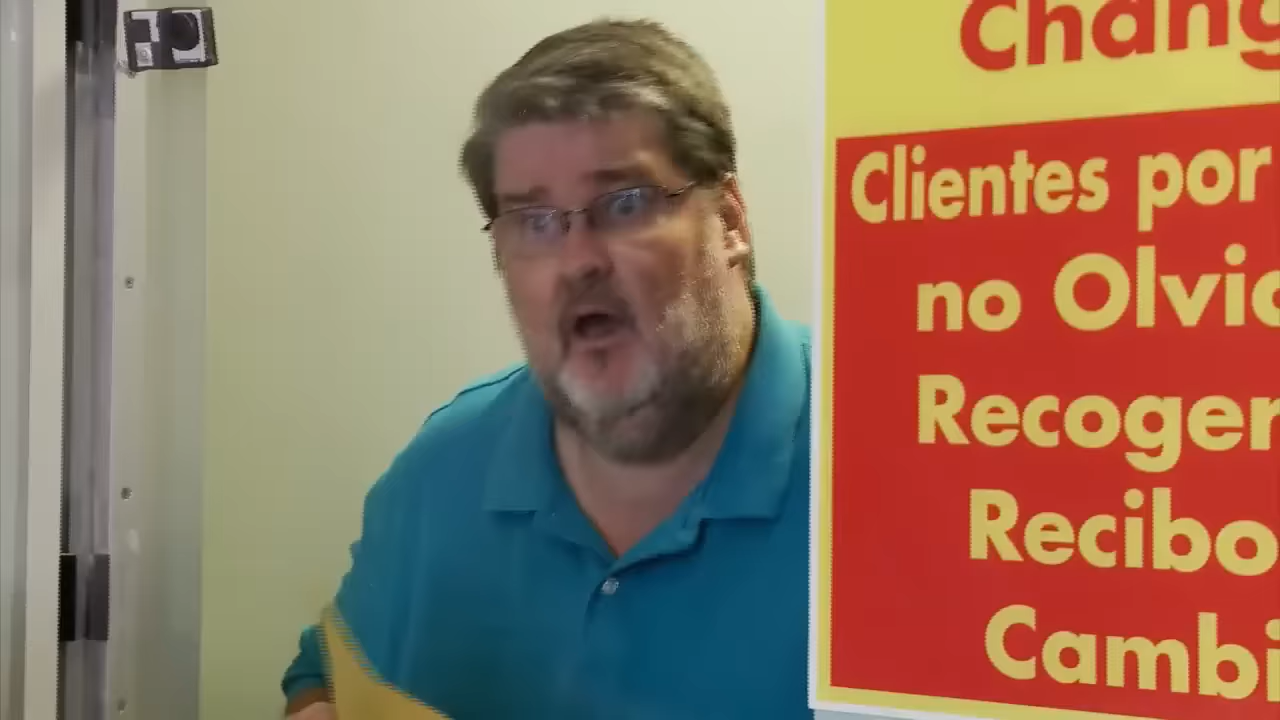 Chang
Clientes por
no Olvid
Recoger
Recibo
Cambi